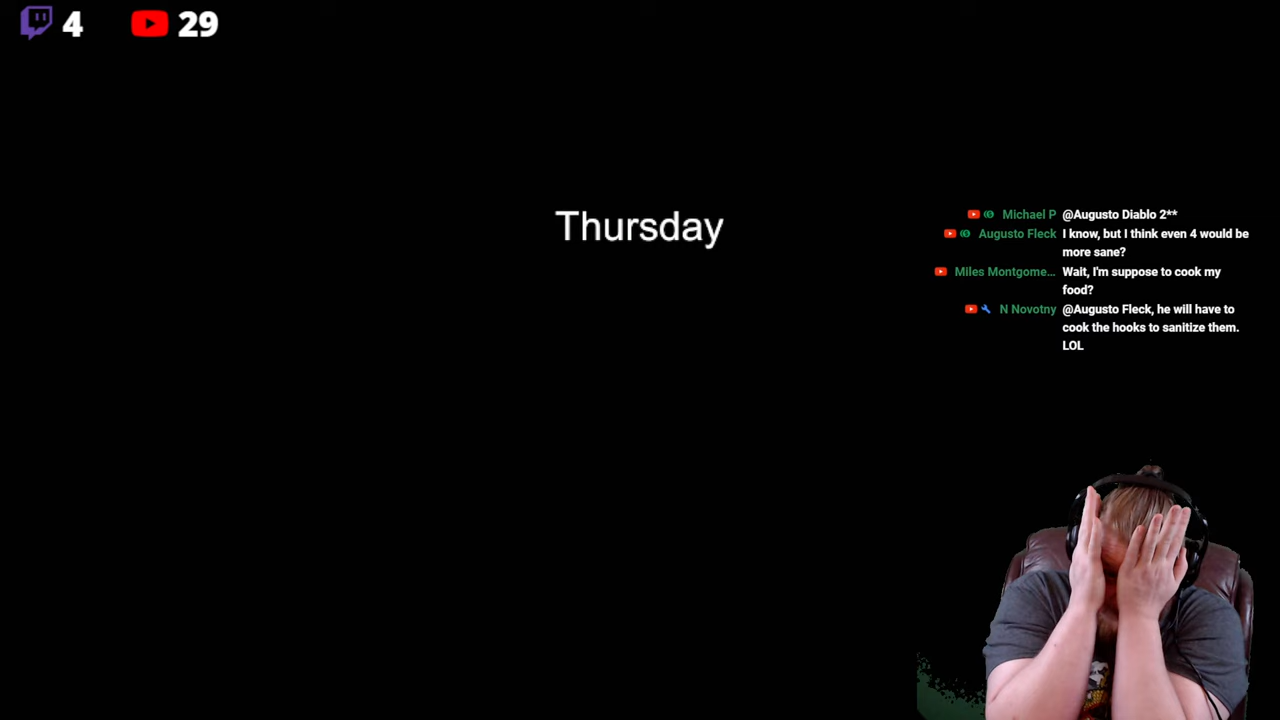 4
29
Thursday
Michael P @Augusto Diablo 2**
Augusto Fleck I know, but I think even 4 would be
more sane?
Miles Montgome... Wait, I'm suppose to cook my
food?
N Novotny @Augusto Fleck, he will have to
cook the hooks to sanitize them.
LOL